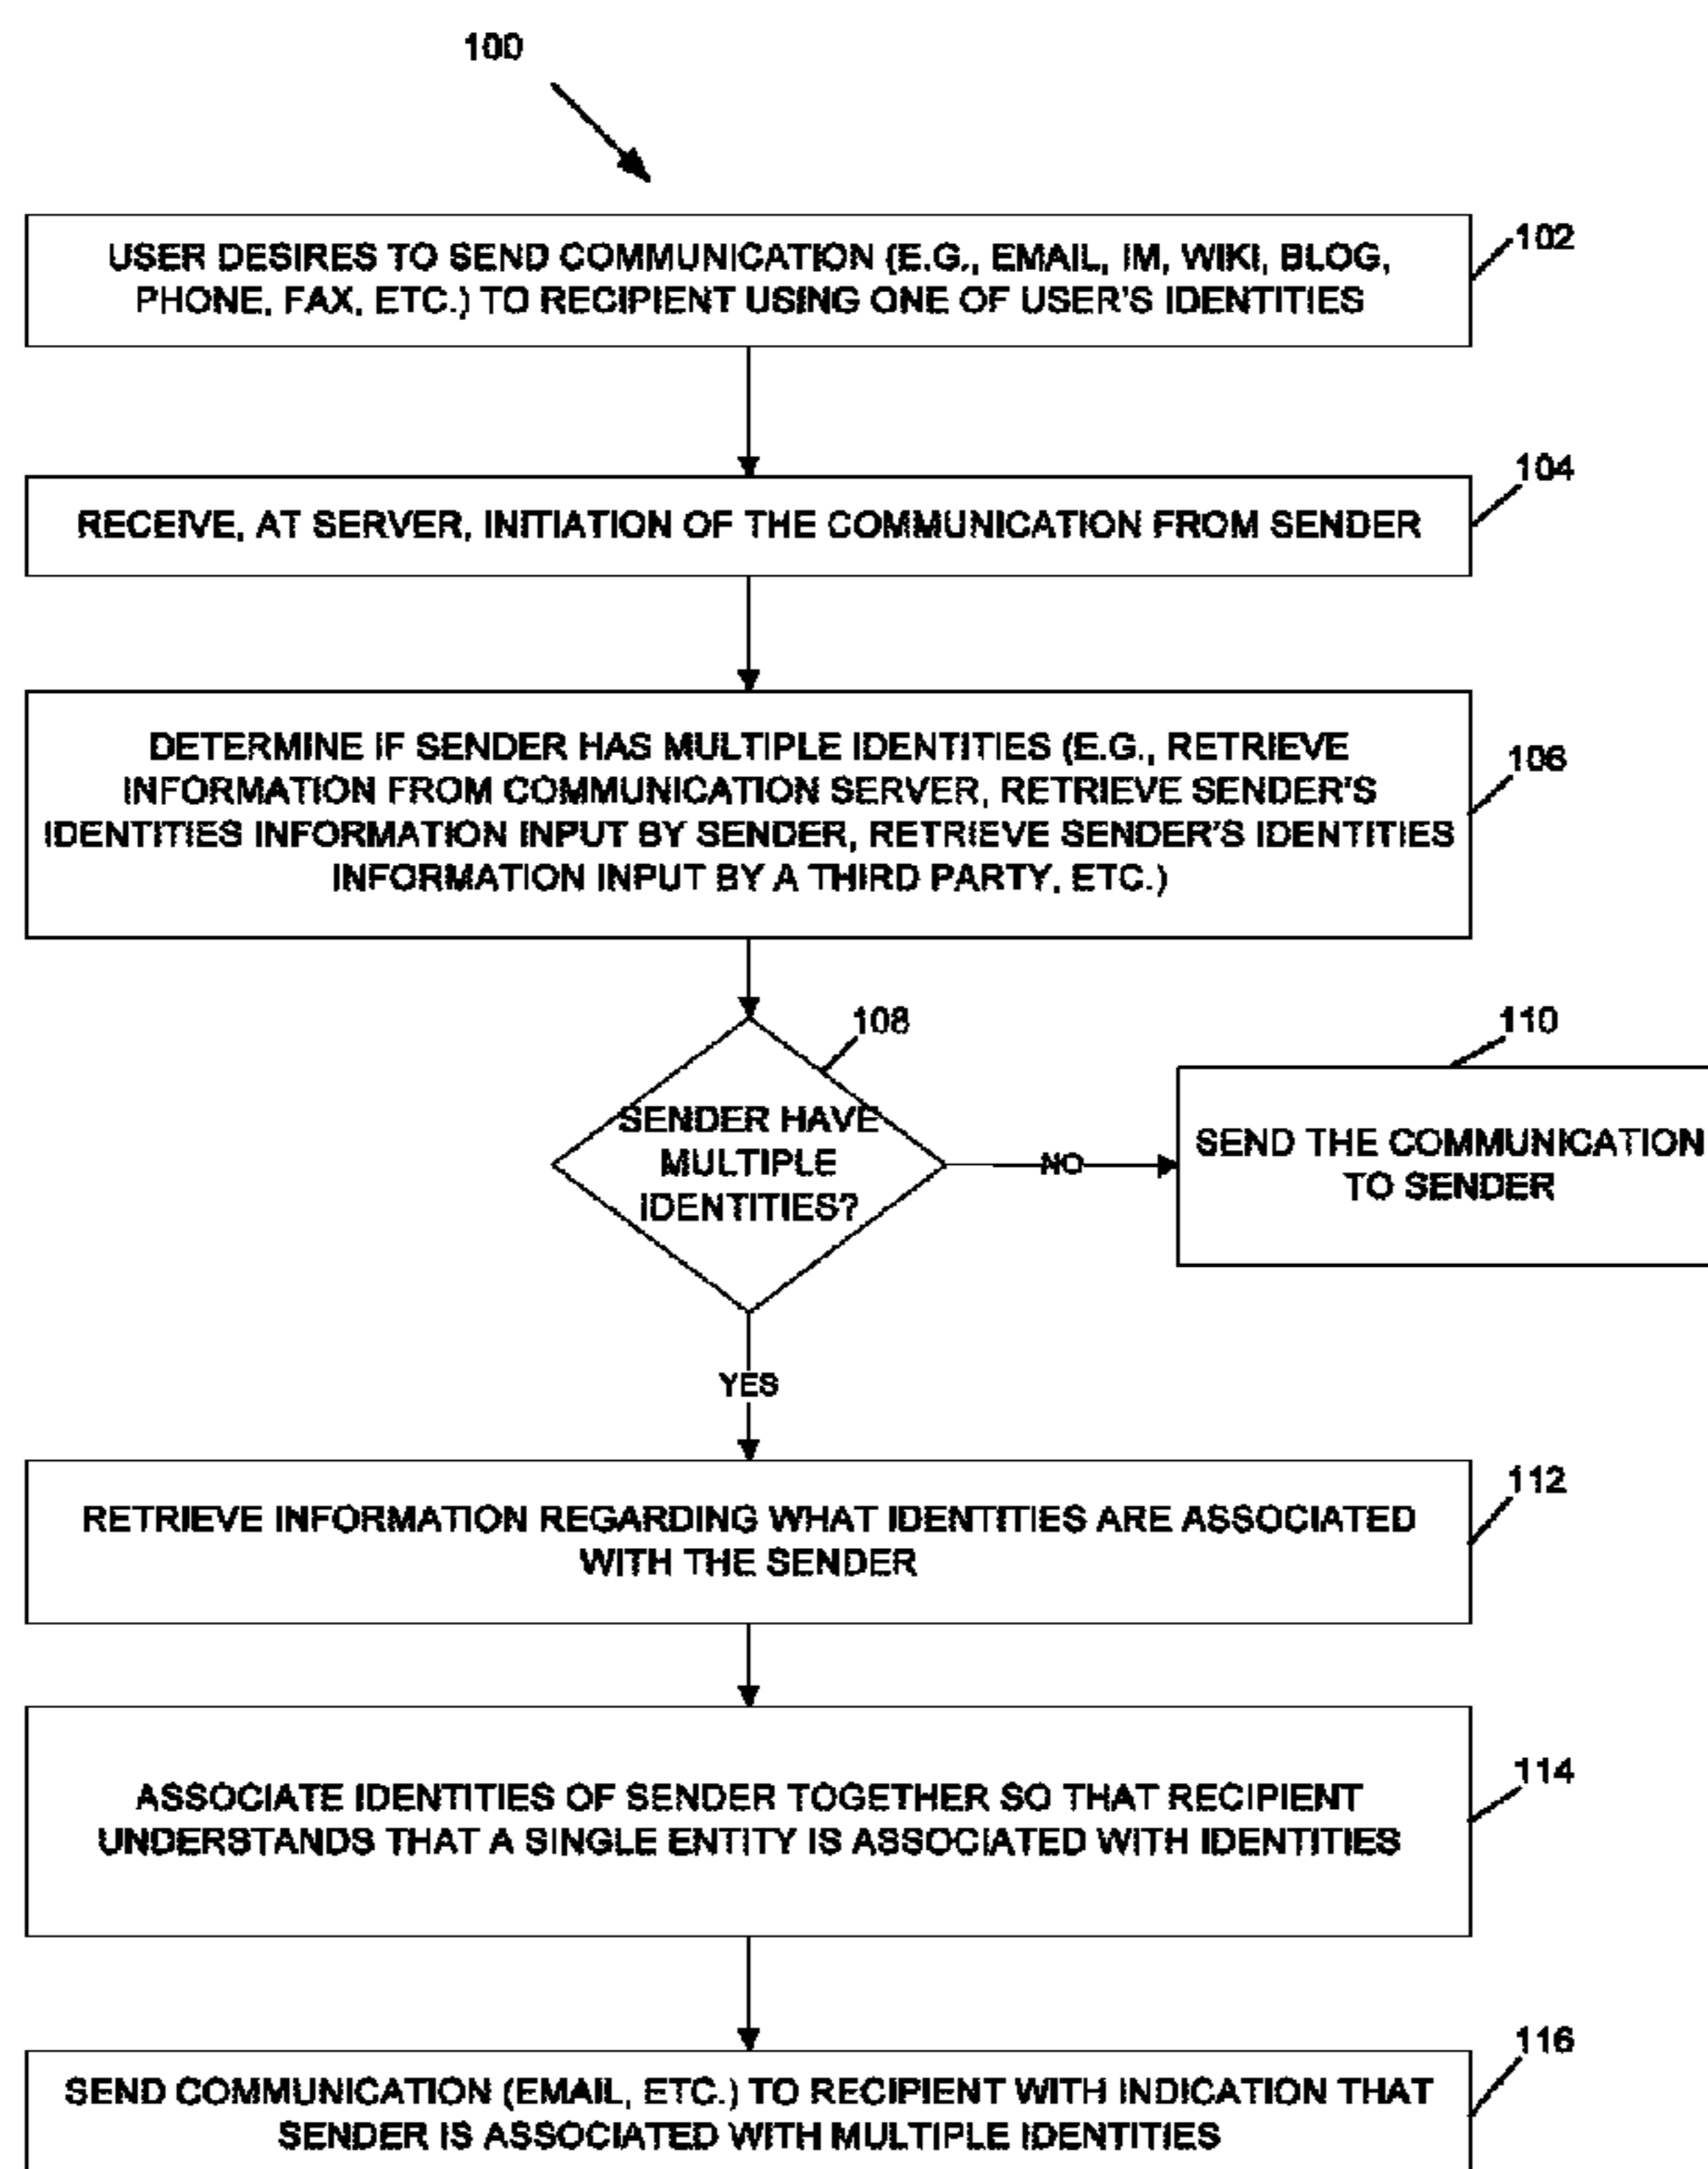 100
USER DESIRES TO SEND COMMUNICATION (E.G., EMAIL, IM, WIKI, BLOG,
PHONE, FAX, ETC.) TO RECIPIENT USING ONE OF USER'S IDENTITIES
102
RECEIVE, AT SERVER, INITIATION OF THE COMMUNICATION FROM SENDER
104
DETERMINE IF SENDER HAS MULTIPLE IDENTITIES (E.G., RETRIEVE
INFORMATION FROM COMMUNICATION SERVER, RETRIEVE SENDER'S
IDENTITIES INFORMATION INPUT BY SENDER, RETRIEVE SENDER'S IDENTITIES
INFORMATION INPUT BY A THIRD PARTY, ETC.)
106
108
SENDER HAVE
MULTIPLE
IDENTITIES?
NO
110
SEND THE COMMUNICATION
TO SENDER
YES
RETRIEVE INFORMATION REGARDING WHAT IDENTITIES ARE ASSOCIATED
WITH THE SENDER
112
ASSOCIATE IDENTITIES OF SENDER TOGETHER SO THAT RECIPIENT
UNDERSTANDS THAT A SINGLE ENTITY IS ASSOCIATED WITH IDENTITIES
114
SEND COMMUNICATION (EMAIL, ETC.) TO RECIPIENT WITH INDICATION THAT
SENDER IS ASSOCIATED WITH MULTIPLE IDENTITIES
116